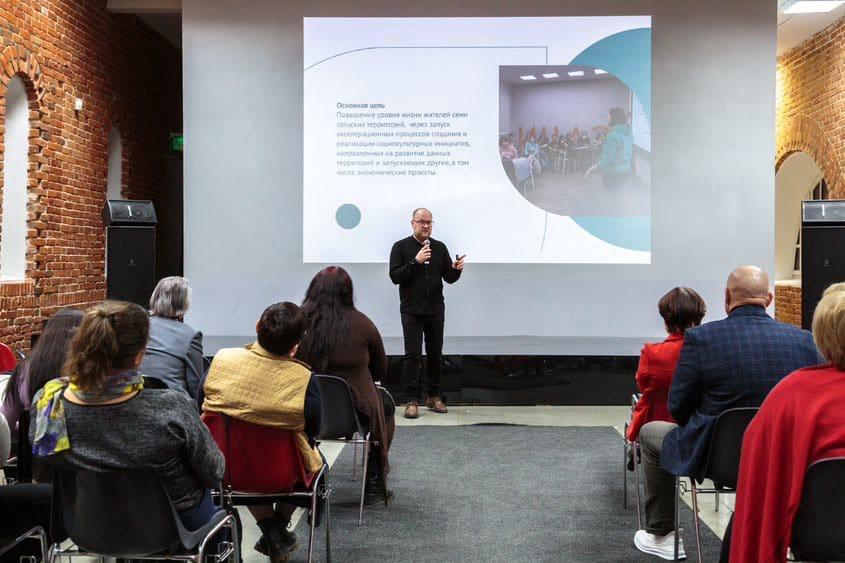 Основная цель
Повышение уровня жизни жителей семи
сельских территорий, через запуск
акселерационных процессов создания и
реализации социокультурных инициатив,
направленных на развитие данных
территорий и запускающих другие, в том
числе экономические проекты.